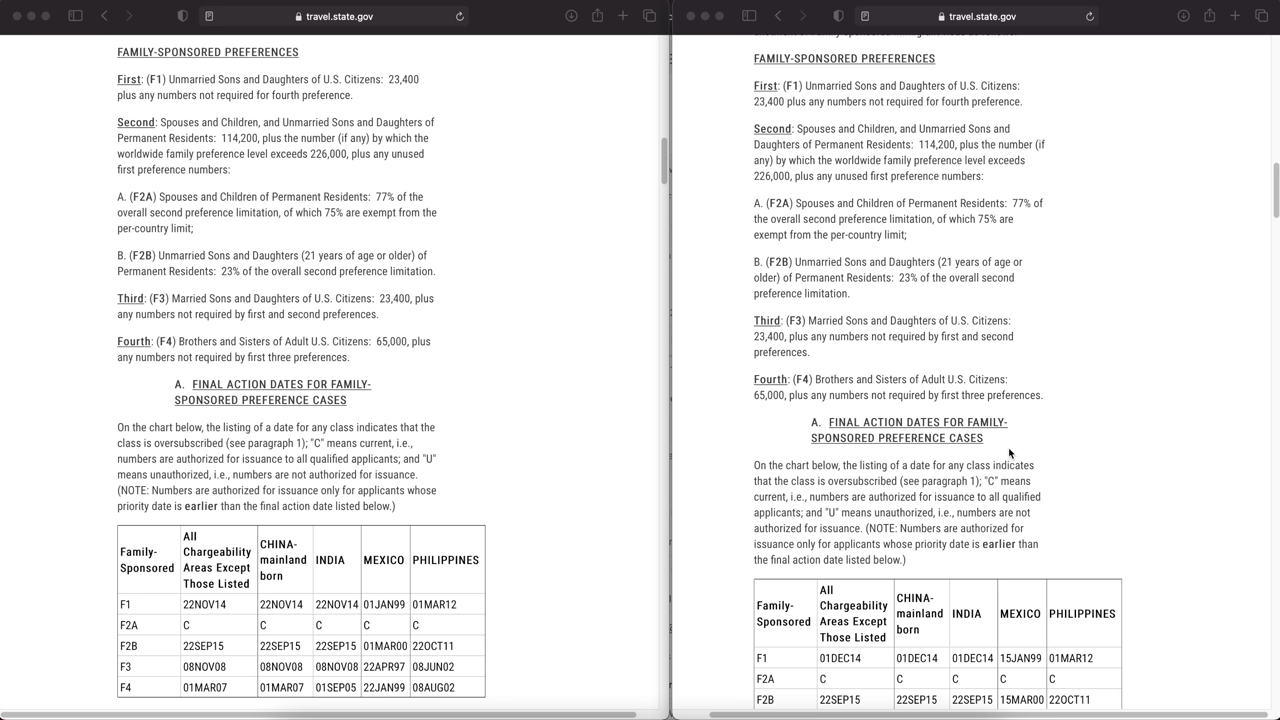 travel.state.gov
FAMILY-SPONSORED PREFERENCES
First: (F1) Unmarried Sons and Daughters of U.S. Citizens: 23,400
plus any numbers not required for fourth preference.
Second: Spouses and Children, and Unmarried Sons and Daughters of
Permanent Residents: 114,200, plus the number (if any) by which the
worldwide family preference level exceeds 226,000, plus any unused
first preference numbers:
A. (F2A) Spouses and Children of Permanent Residents: 77% of the
overall second preference limitation, of which 75% are exempt from the
per-country limit;
B. (F2B) Unmarried Sons and Daughters (21 years of age or older) of
Permanent Residents: 23% of the overall second preference limitation.
Third: (F3) Married Sons and Daughters of U.S. Citizens: 23,400, plus
any numbers not required by first and second preferences.
Fourth: (F4) Brothers and Sisters of Adult U.S. Citizens: 65,000, plus
any numbers not required by first three preferences.
A. FINAL ACTION DATES FOR FAMILY-
SPONSORED PREFERENCE CASES
On the chart below, the listing of a date for any class indicates that the
class is oversubscribed (see paragraph 1); "C" means current, i.e.,
numbers are authorized for issuance to all qualified applicants; and "U"
means unauthorized, i.e., numbers are not authorized for issuance.
(NOTE: Numbers are authorized for issuance only for applicants whose
priority date is earlier than the final action date listed below.)
Family-
Sponsored
All
Chargeability
Areas Except
Those Listed
CHINA-
mainland
born
INDIA
MEXICO
PHILIPPINES
F1 22NOV14 22NOV14 22NOV14 01JAN99 01MAR12
F2A C C C C C
F2B 22SEP15 22SEP15 22SEP15 01MAR00 22OCT11
F3 08NOV08 08NOV08 08NOV08 22APR97 08JUN02
F4 01MAR07 01MAR07 01SEP05 22JAN99 08AUG02
travel.state.gov
FAMILY-SPONSORED PREFERENCES
First: (F1) Unmarried Sons and Daughters of U.S. Citizens:
23,400 plus any numbers not required for fourth preference.
Second: Spouses and Children, and Unmarried Sons and
Daughters of Permanent Residents: 114,200, plus the number (if
any) by which the worldwide family preference level exceeds
226,000, plus any unused first preference numbers:
A. (F2A) Spouses and Children of Permanent Residents: 77% of
the overall second preference limitation, of which 75% are
exempt from the per-country limit;
B. (F2B) Unmarried Sons and Daughters (21 years of age or
older) of Permanent Residents: 23% of the overall second
preference limitation.
Third: (F3) Married Sons and Daughters of U.S. Citizens:
23,400, plus any numbers not required by first and second
preferences.
Fourth: (F4) Brothers and Sisters of Adult U.S. Citizens:
65,000, plus any numbers not required by first three preferences.
A. FINAL ACTION DATES FOR FAMILY-
SPONSORED PREFERENCE CASES
On the chart below, the listing of a date for any class indicates
that the class is oversubscribed (see paragraph 1); "C" means
current, i.e., numbers are authorized for issuance to all qualified
applicants; and "U" means unauthorized, i.e., numbers are not
authorized for issuance. (NOTE: Numbers are authorized for
issuance only for applicants whose priority date is earlier than
the final action date listed below.)
Family-
Sponsored
All
Chargeability
Areas Except
Those Listed
CHINA-
mainland
born
INDIA
MEXICO
PHILIPPINES
F1 01DEC14 01DEC14 01DEC14 15JAN99 01MAR12
F2A C C C C C
F2B 22SEP15 22SEP15 22SEP15 15MAR00 22OCT11